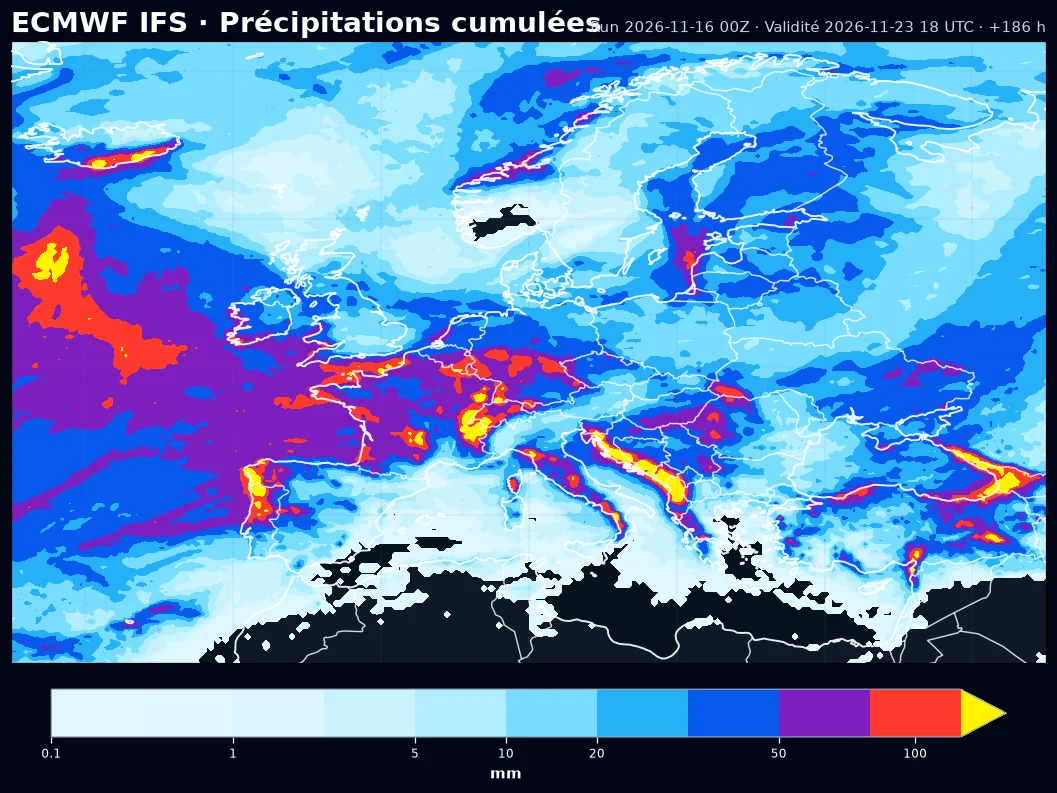 ECMWF IFS · Précipitations cumulées
Run 2026-11-16 00Z · Validité 2026-11-23 18 UTC · +186 h
0.1 1 5 10 20 50 100
mm